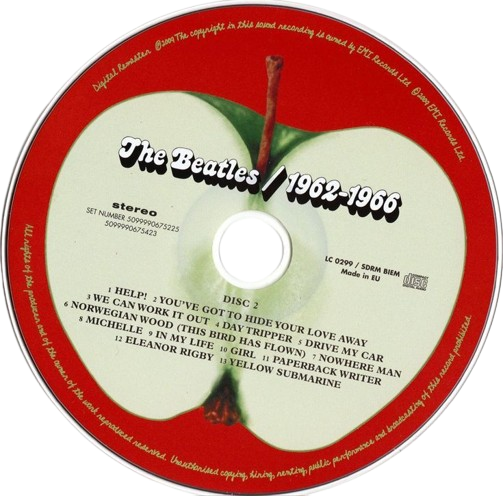 Digital Remaster ℗2009 The copyright in this sound recording is owned by EMI Records Ltd. ©2009 EMI Records Ltd.
The Beatles / 1962-1966
stereo
SET NUMBER 5099990675225
5099990675423
LC 0299 / SDRM BIEM
Made in EU
COMPACT disc DIGITAL AUDIO
DISC 2
1 HELP! 2 YOU'VE GOT TO HIDE YOUR LOVE AWAY
3 WE CAN WORK IT OUT 4 DAY TRIPPER 5 DRIVE MY CAR
6 NORWEGIAN WOOD (THIS BIRD HAS FLOWN) 7 NOWHERE MAN
8 MICHELLE 9 IN MY LIFE 10 GIRL 11 PAPERBACK WRITER
12 ELEANOR RIGBY 13 YELLOW SUBMARINE
All rights of the producer and of the owner of the work reproduced reserved. Unauthorised copying, hiring, renting, public performance and broadcasting of this record prohibited.